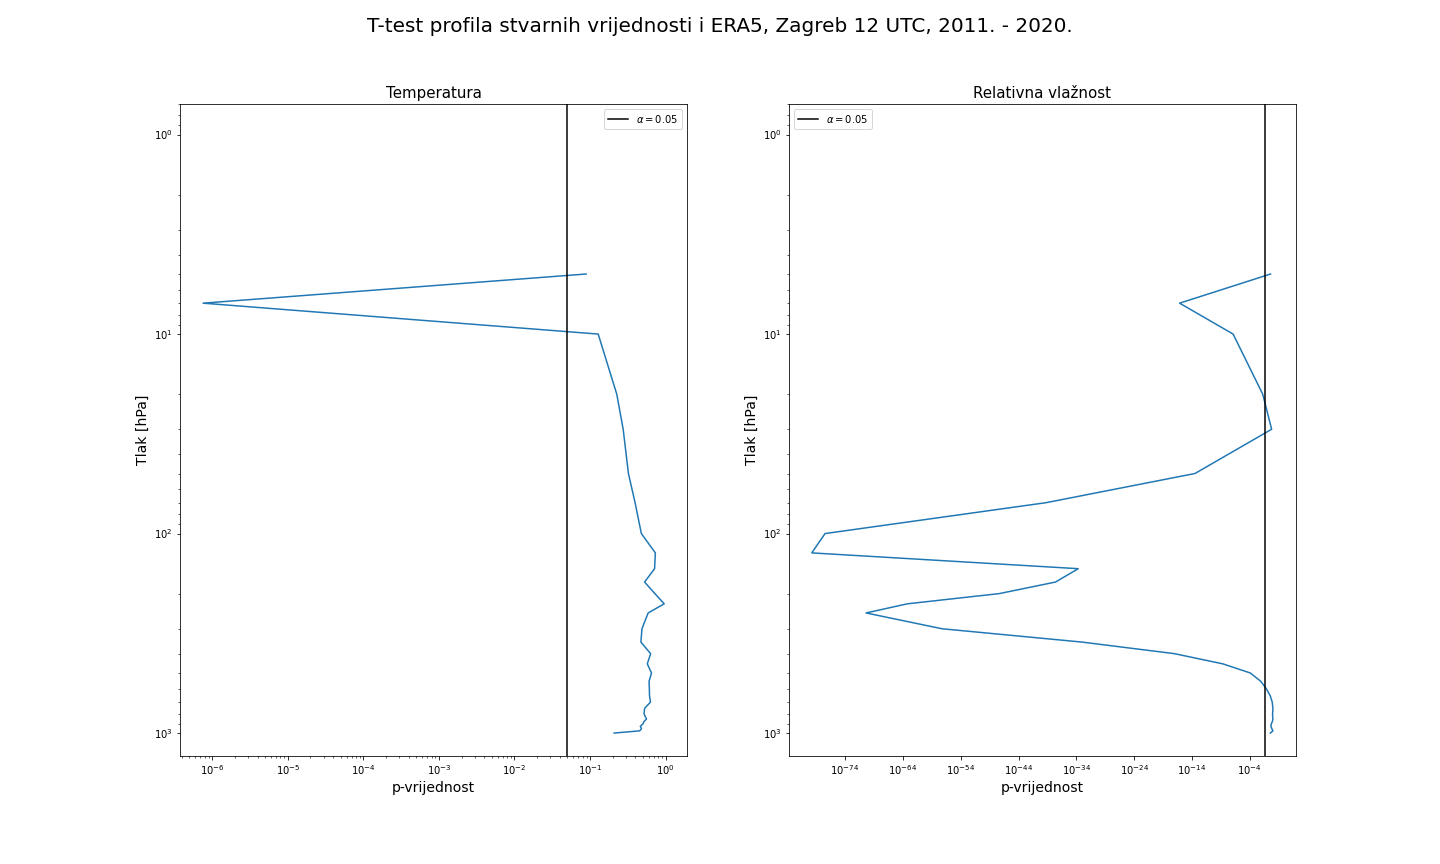 T-test profila stvarnih vrijednosti i ERA5, Zagreb 12 UTC, 2011. - 2020.
Temperatura
α = 0.05
10⁰
10¹
10²
10³
Tlak [hPa]
10⁻⁶ 10⁻⁵ 10⁻⁴ 10⁻³ 10⁻² 10⁻¹ 10⁰
p-vrijednost
Relativna vlažnost
α = 0.05
10⁰
10¹
10²
10³
Tlak [hPa]
10⁻⁷⁴ 10⁻⁶⁴ 10⁻⁵⁴ 10⁻⁴⁴ 10⁻³⁴ 10⁻²⁴ 10⁻¹⁴ 10⁻⁴
p-vrijednost